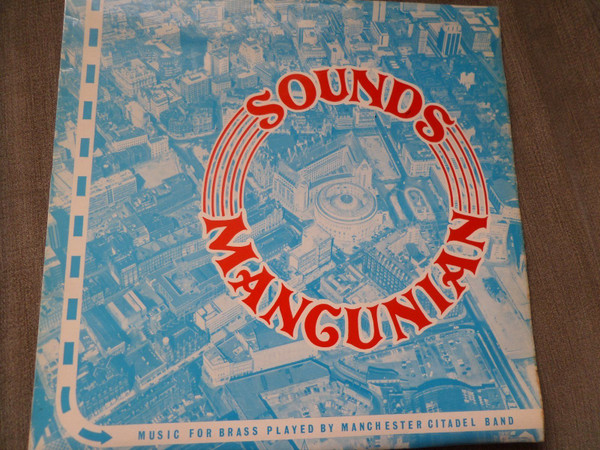 SOUNDS
MANCUNIAN
MUSIC FOR BRASS PLAYED BY MANCHESTER CITADEL BAND